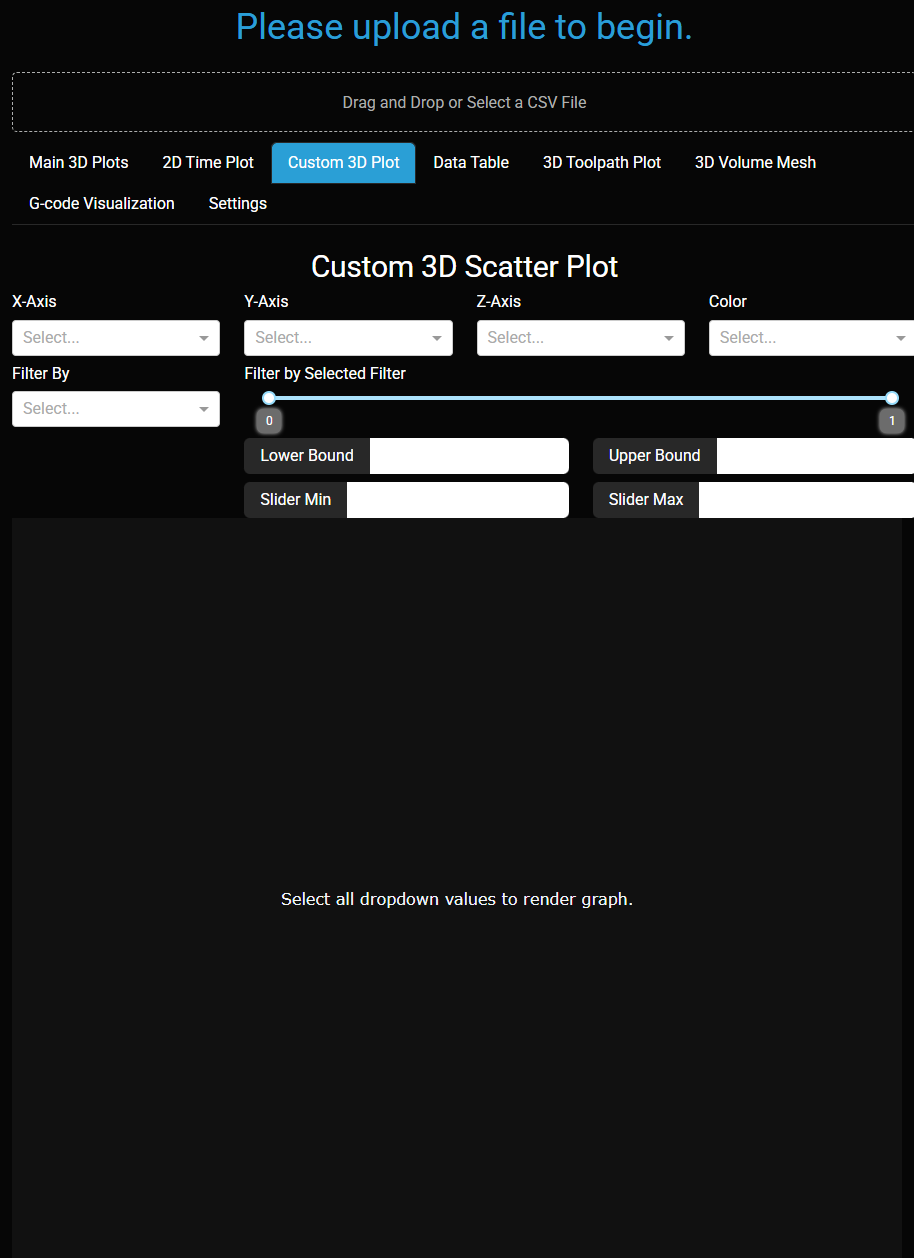 Please upload a file to begin.
Drag and Drop or Select a CSV File
Main 3D Plots 2D Time Plot Custom 3D Plot Data Table 3D Toolpath Plot 3D Volume Mesh
G-code Visualization Settings
Custom 3D Scatter Plot
X-Axis Y-Axis Z-Axis Color
Select... Select... Select... Select...
Filter By Filter by Selected Filter
Select...
0 1
Lower Bound Upper Bound
Slider Min Slider Max
Select all dropdown values to render graph.